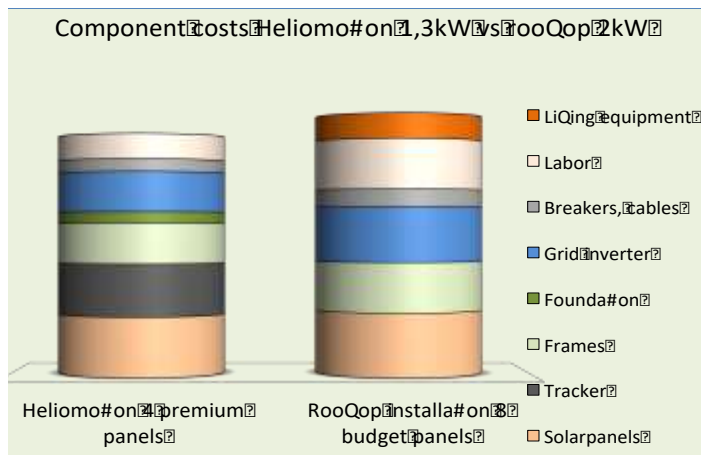 Component⍰costs⍰Heliomo#on⍰1,3kW⍰vs⍰rooQop⍰2kW⍰
LiQing⍰equipment⍰
Labor⍰
Breakers,⍰cables⍰
Grid⍰inverter⍰
Founda#on⍰
Frames⍰
Tracker⍰
Solarpanels⍰
Heliomo#on⍰4⍰premium⍰
panels⍰
RooQop⍰installa#on⍰8⍰
budget⍰panels⍰